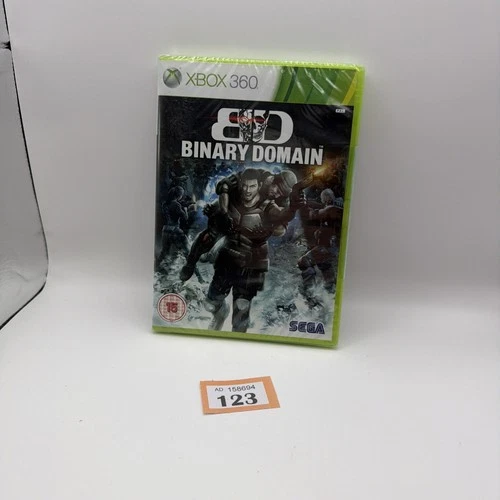 XBOX 360
BD
BINARY DOMAIN
15
SEGA
AD 158694
123